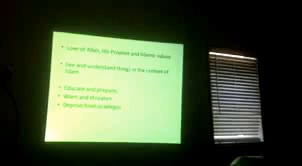 Love of Allah, His Prophet and Islamic values
See and understand things in the context of
Islam
Educate and prepare,
Warn and threaten
Deprive from privileges